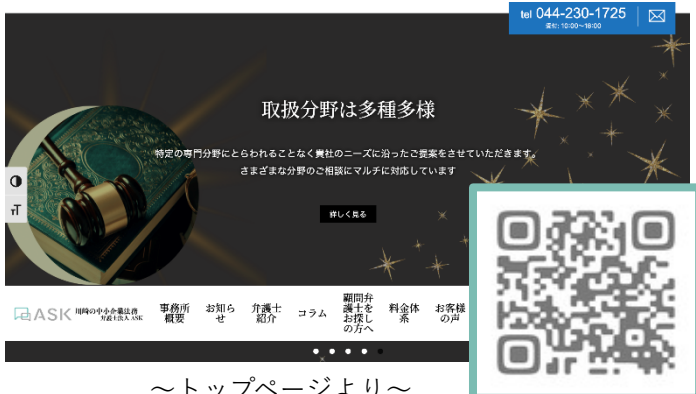 tel 044-230-1725
受付: 10:00〜18:00
取扱分野は多種多様
特定の専門分野にとらわれることなく貴社のニーズに沿ったご提案をさせていただきます。
さまざまな分野のご相談にマルチに対応しています
詳しく見る
TT
ASK 川崎の中小企業法務
弁護士法人ASK
事務所
概要
お知ら
せ
弁護士
紹介
コラム
顧問弁
護士を
お探し
の方へ
料金体
系
お客様
の声
〜トップページより〜